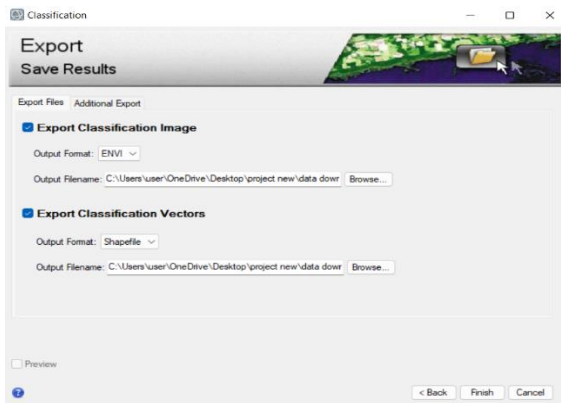 Classification
Export
Save Results
Export Files Additional Export
Export Classification Image
Output Format: ENVI
Output Filename: C:\Users\user\OneDrive\Desktop\project new\data dowr Browse...
Export Classification Vectors
Output Format: Shapefile
Output Filename: C:\Users\user\OneDrive\Desktop\project new\data dowr Browse...
Preview
? < Back Finish Cancel